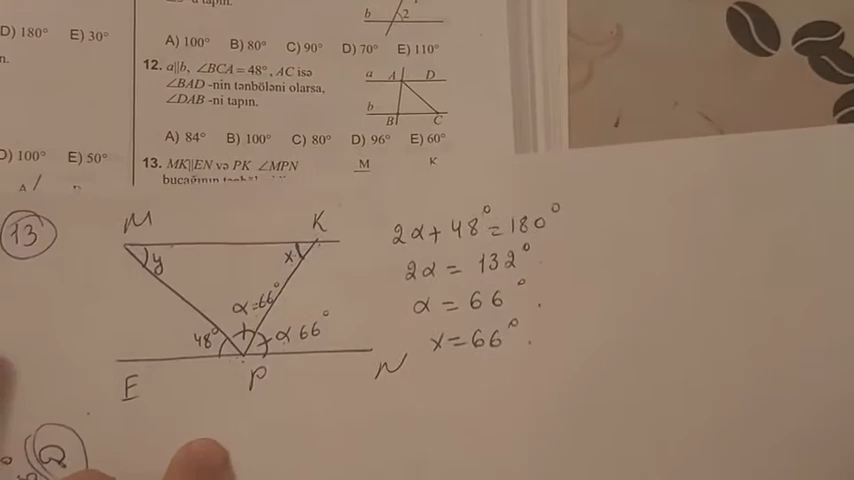 D) 180° E) 30°
n.
D) 100° E) 50°
A
b 2
A) 100° B) 80° C) 90° D) 70° E) 110°
12. a||b, ∠BCA = 48°, AC isə
∠BAD -nin tənböləni olarsa,
∠DAB -ni tapın.
a A D
b
B C
A) 84° B) 100° C) 80° D) 96° E) 60°
13. MK||EN və PK ∠MPN
M K
13
M K
y x
α=66°
48° α 66°
E P N
2α + 48° = 180°
2α = 132°
α = 66°.
x = 66°.